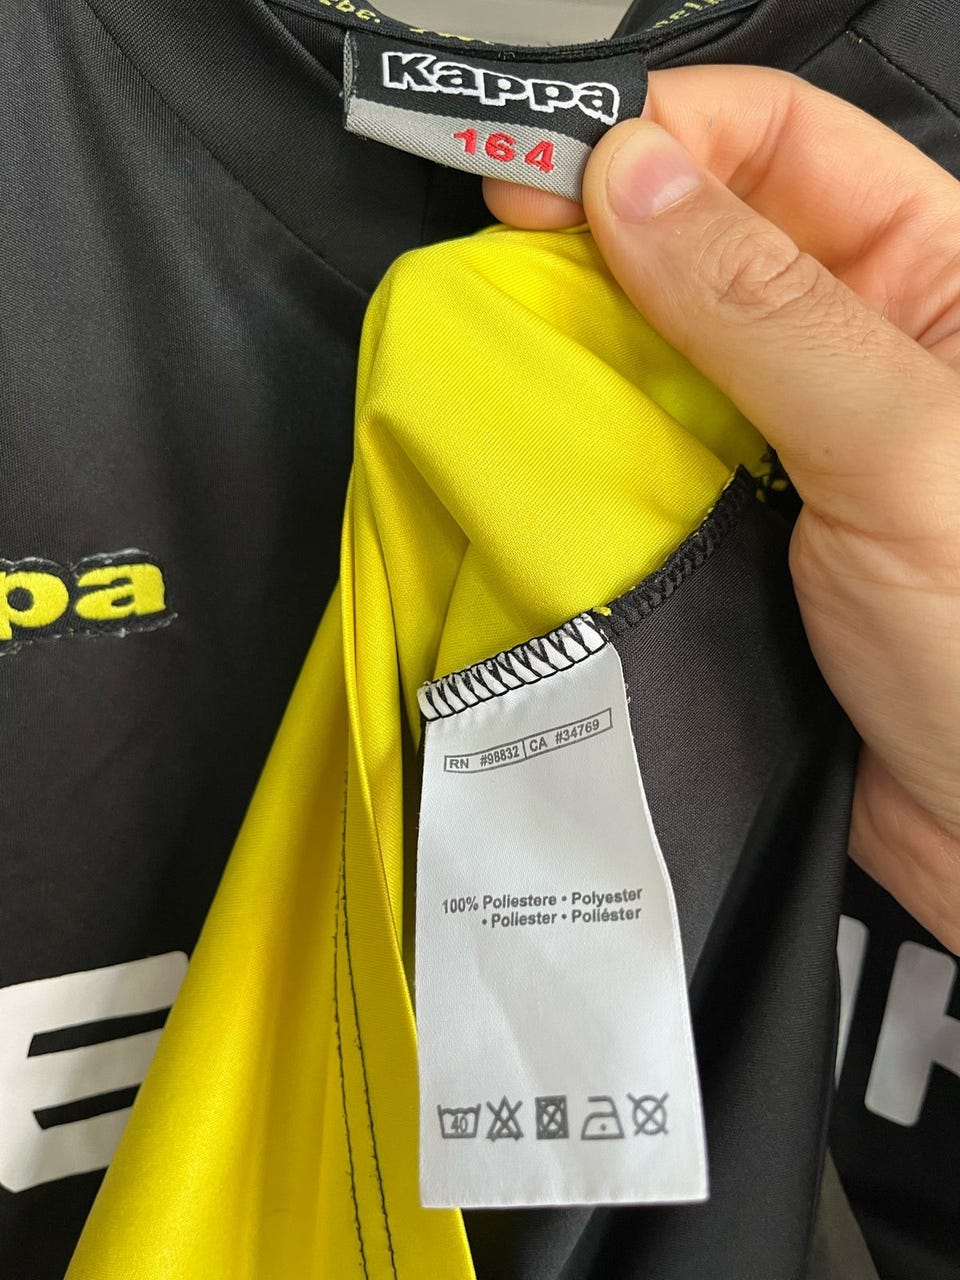 Kappa
164
pa
RN #98832 CA #34769
100% Poliestere • Polyester
• Poliester • Poliéster
40
E